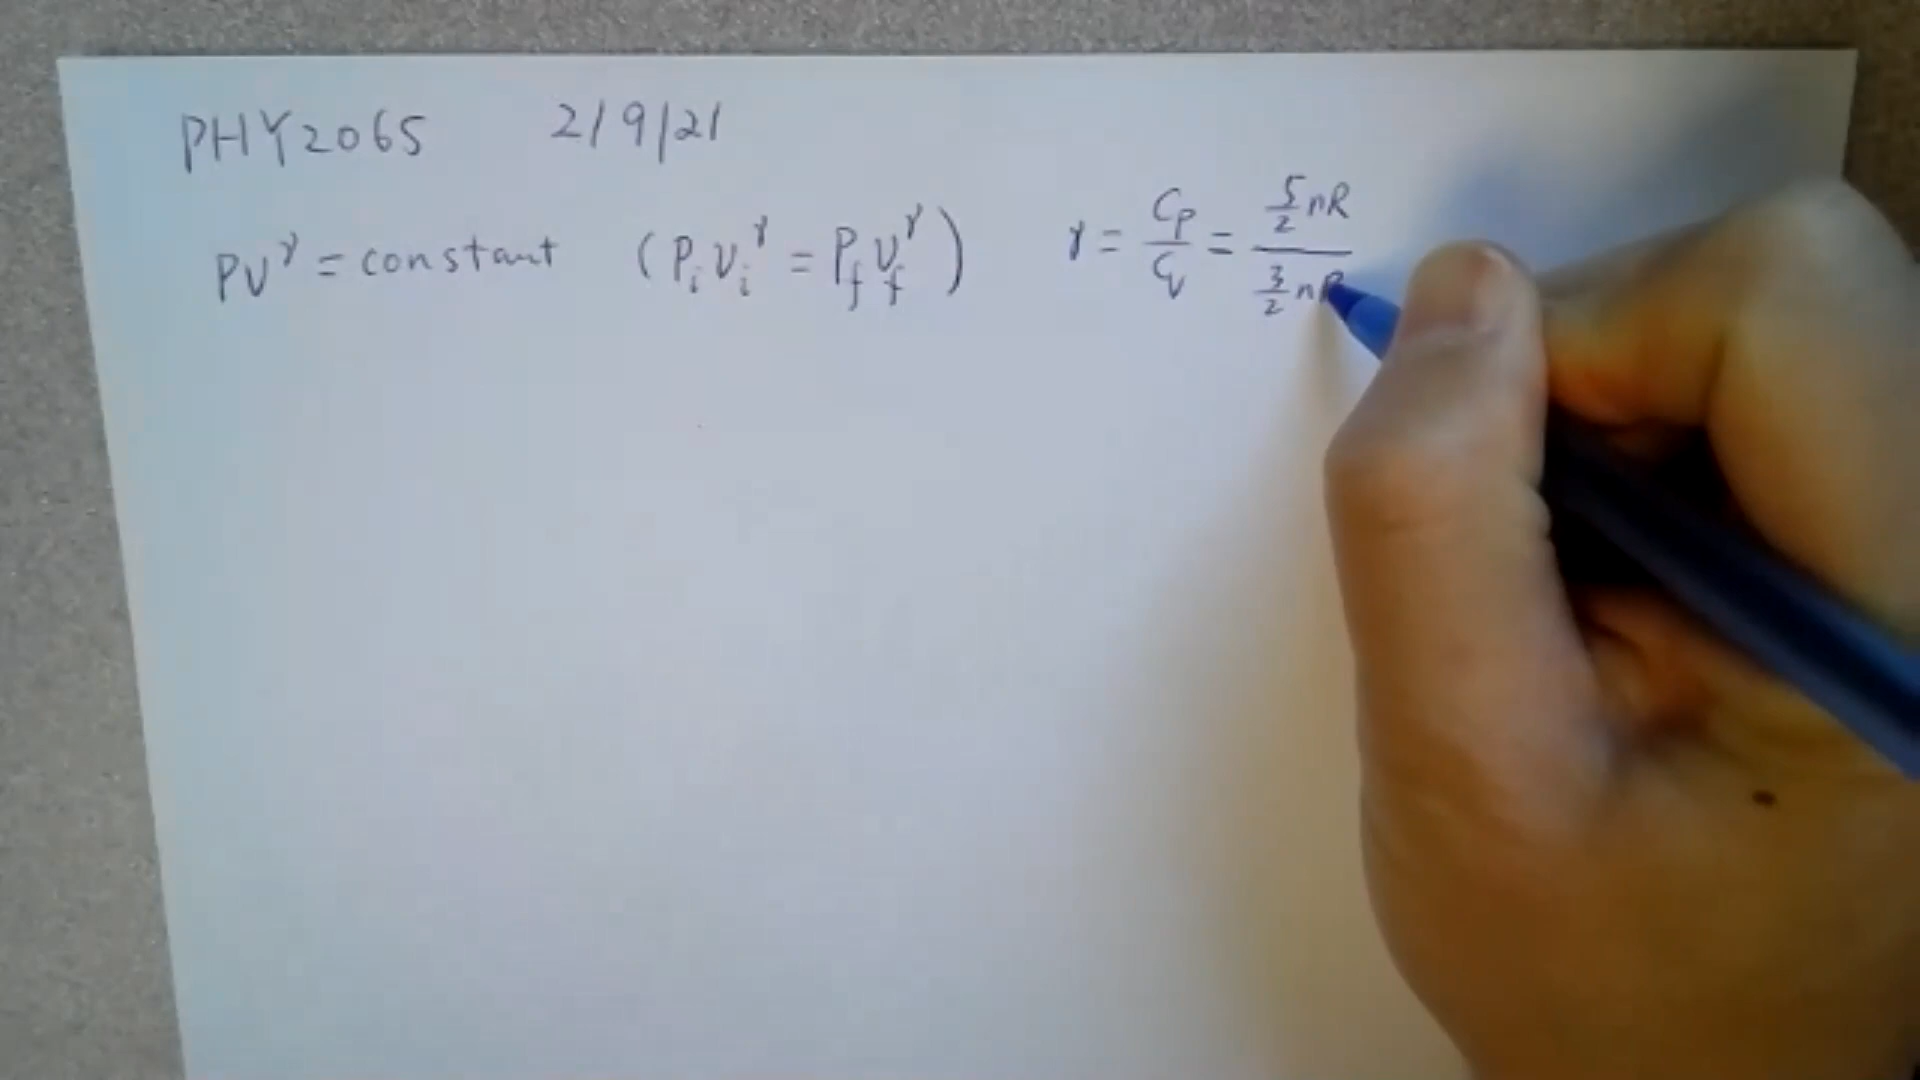 PHY2065 2/9/21
PV^γ = constant (P_i V_i^γ = P_f V_f^γ) γ = C_P / C_V = (5/2 nR) / (3/2 nR)